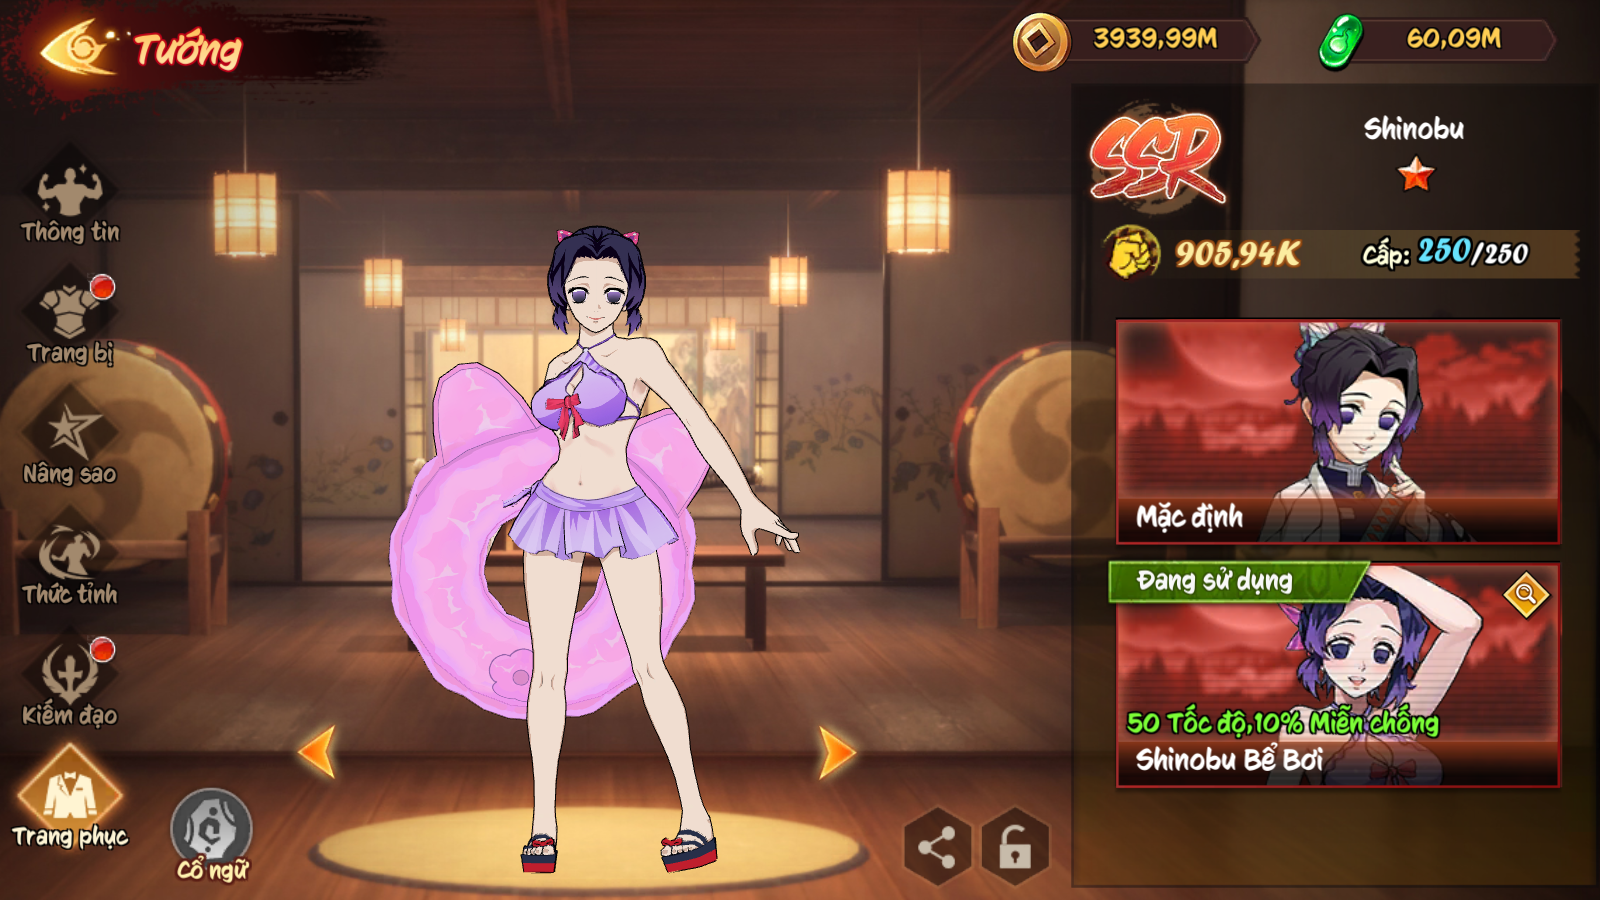 Tướng
3939,99M
60,09M
Thông tin
Trang bị
Nâng sao
Thức tỉnh
Kiếm đạo
Trang phục
Cổ ngữ
SSR
Shinobu
905,94K
Cấp: 250/250
Mặc định
Đang sử dụng
50 Tốc độ,10% Miễn chống
Shinobu Bể Bơi